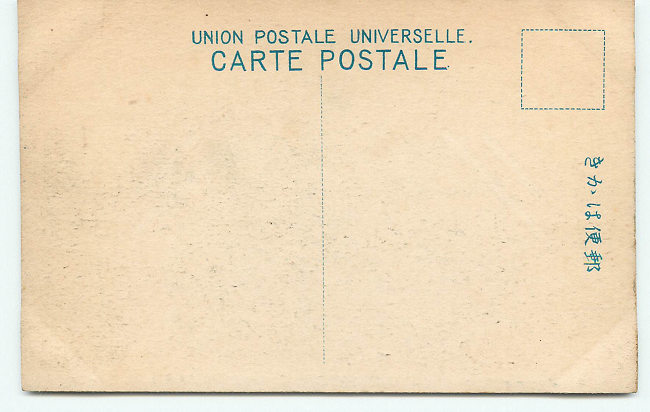 UNION POSTALE UNIVERSELLE.
CARTE POSTALE
郵便はかき